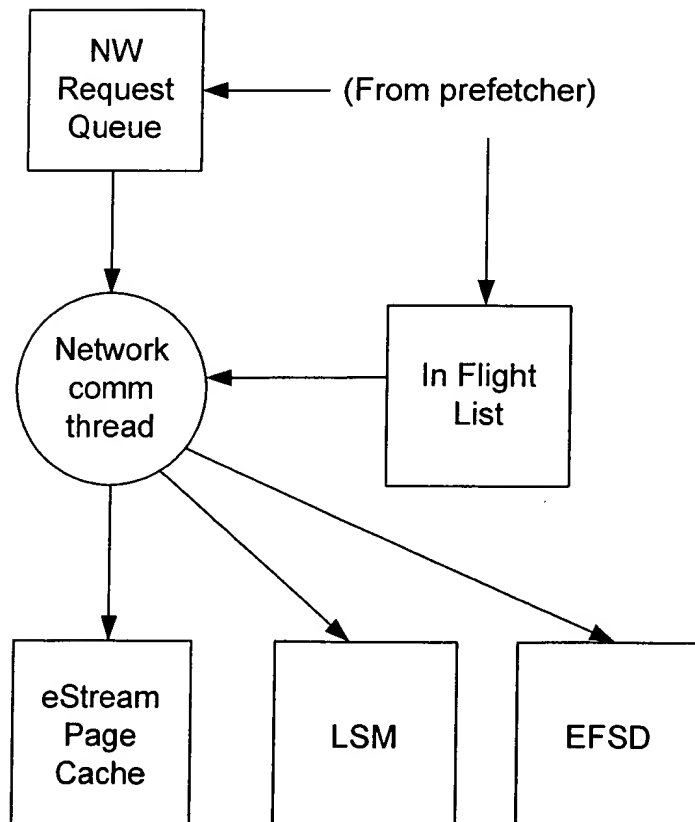 NW
Request
Queue
(From prefetcher)
Network
comm
thread
In Flight
List
eStream
Page
Cache
LSM
EFSD